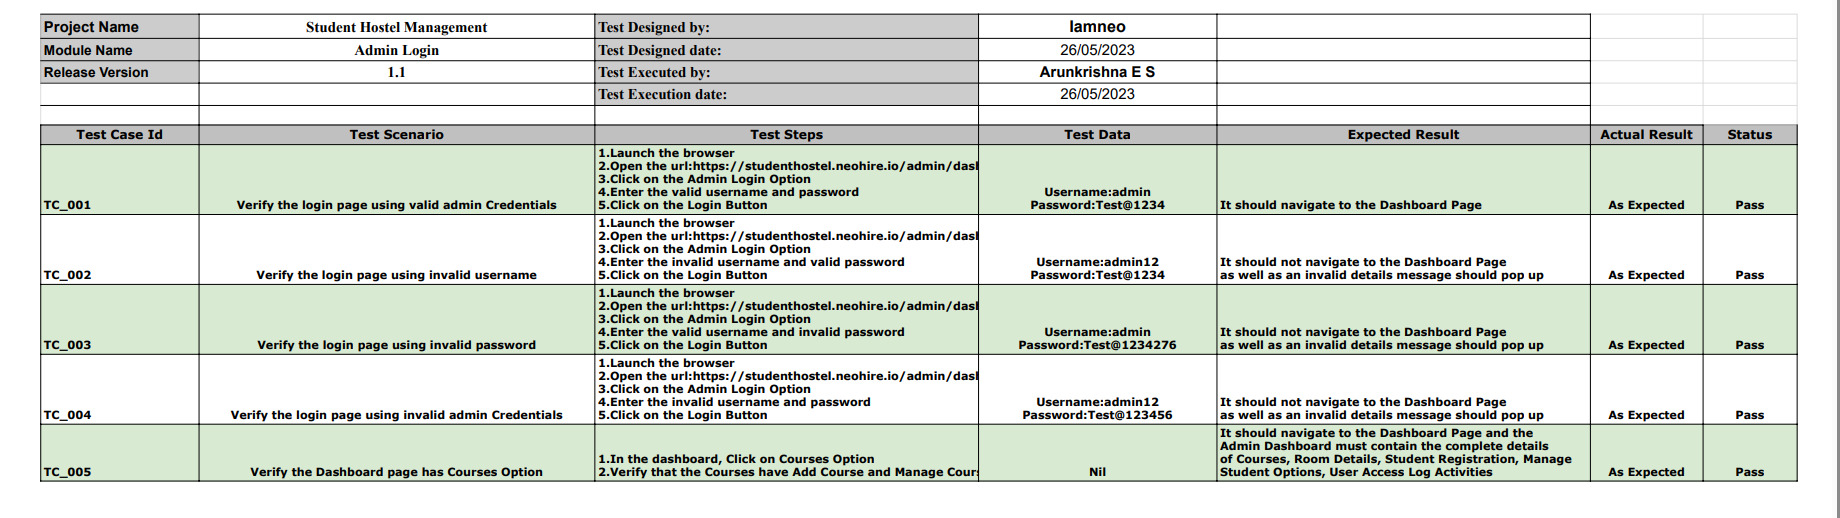 Project Name Student Hostel Management Test Designed by: Iamneo
Module Name Admin Login Test Designed date: 26/05/2023
Release Version 1.1 Test Executed by: Arunkrishna E S
Test Execution date: 26/05/2023
Test Case Id Test Scenario Test Steps Test Data Expected Result Actual Result Status
TC_001
Verify the login page using valid admin Credentials
1.Launch the browser
2.Open the url:https://studenthostel.neohire.io/admin/dasl
3.Click on the Admin Login Option
4.Enter the valid username and password
5.Click on the Login Button
Username:admin
Password:Test@1234
It should navigate to the Dashboard Page
As Expected
Pass
TC_002
Verify the login page using invalid username
1.Launch the browser
2.Open the url:https://studenthostel.neohire.io/admin/dasl
3.Click on the Admin Login Option
4.Enter the invalid username and valid password
5.Click on the Login Button
Username:admin12
Password:Test@1234
It should not navigate to the Dashboard Page
as well as an invalid details message should pop up
As Expected
Pass
TC_003
Verify the login page using invalid password
1.Launch the browser
2.Open the url:https://studenthostel.neohire.io/admin/dasl
3.Click on the Admin Login Option
4.Enter the valid username and invalid password
5.Click on the Login Button
Username:admin
Password:Test@1234276
It should not navigate to the Dashboard Page
as well as an invalid details message should pop up
As Expected
Pass
TC_004
Verify the login page using invalid admin Credentials
1.Launch the browser
2.Open the url:https://studenthostel.neohire.io/admin/dasl
3.Click on the Admin Login Option
4.Enter the invalid username and password
5.Click on the Login Button
Username:admin12
Password:Test@123456
It should not navigate to the Dashboard Page
as well as an invalid details message should pop up
As Expected
Pass
TC_005
Verify the Dashboard page has Courses Option
1.In the dashboard, Click on Courses Option
2.Verify that the Courses have Add Course and Manage Cour
Nil
It should navigate to the Dashboard Page and the
Admin Dashboard must contain the complete details
of Courses, Room Details, Student Registration, Manage
Student Options, User Access Log Activities
As Expected
Pass